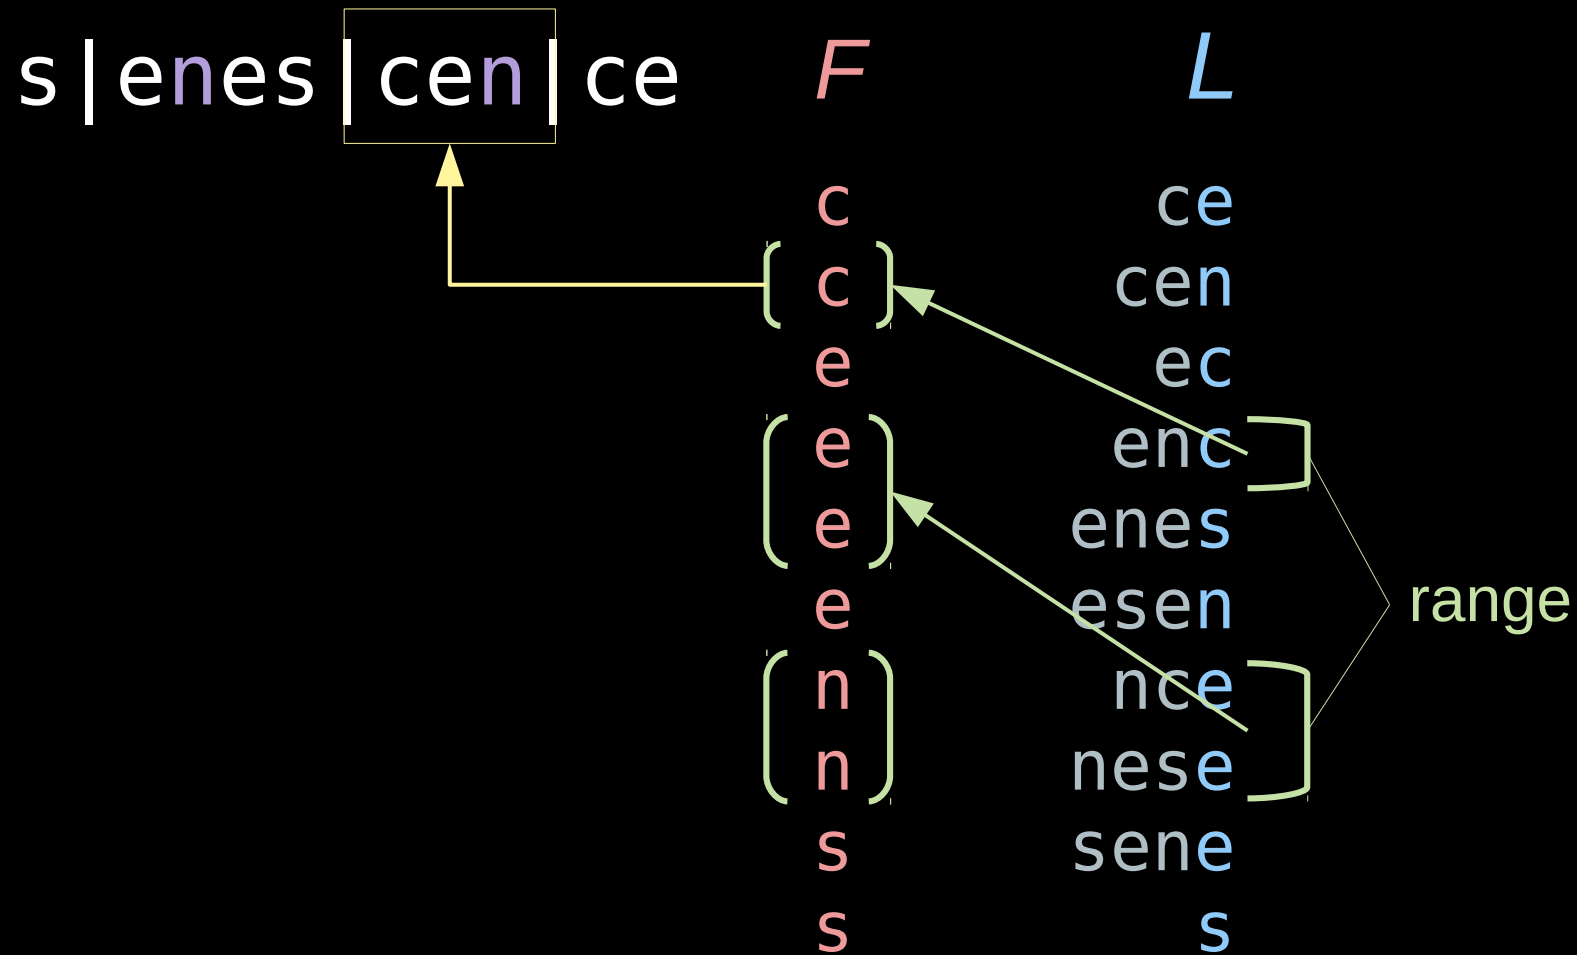 s|enes|cen|ce F L
c ce
c cen
e ec
e enc
e enes
e esen
range
n nce
n nese
s sene
s s